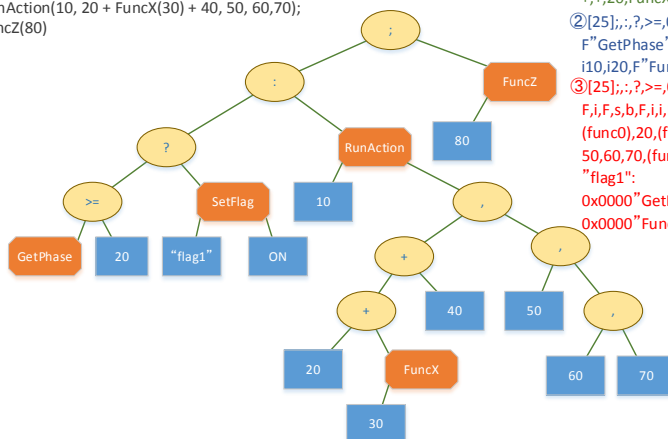 nAction(10, 20 + FuncX(30) + 40, 50, 60,70);
ncZ(80)
②[25];,:,?,>=,
F”GetPhase”
i10,i20,F”Fun
③[25];,:,?,>=,
F,i,F,s,b,F,i,i,
(func0),20,(f
50,60,70,(fun
"flag1":
0x0000”Get
0x0000”Func
;
:
FuncZ
?
RunAction
80
>=
SetFlag
10
,
GetPhase
20
“flag1”
ON
+
,
+
40
50
,
20
FuncX
60
70
30